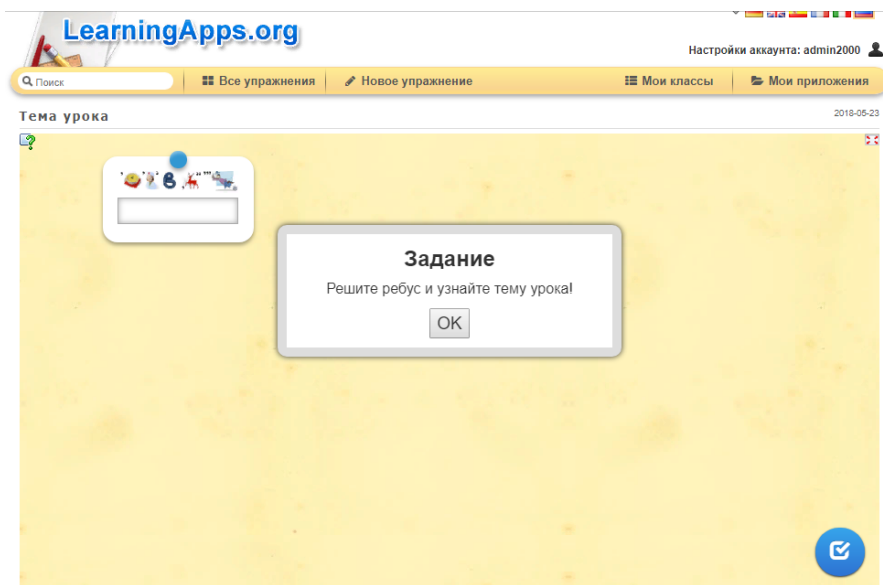 LearningApps.org
Настройки аккаунта: admin2000
Поиск
Все упражнения
Новое упражнение
Мои классы
Мои приложения
Тема урока
2018-05-23
В
Задание
Решите ребус и узнайте тему урока!
OK